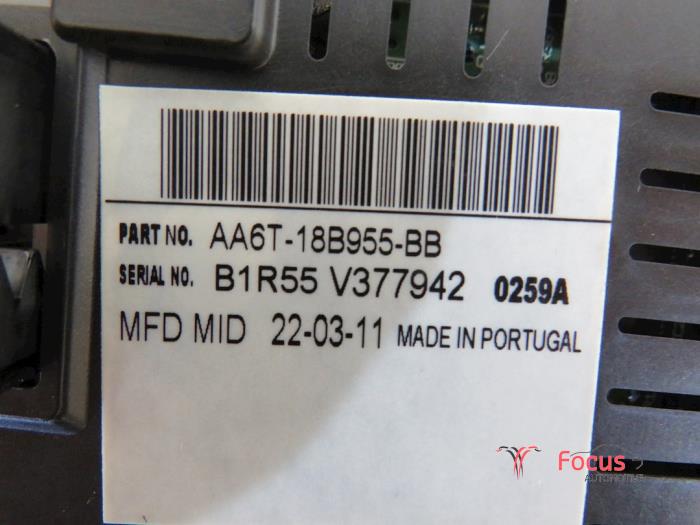 PART NO. AA6T-18B955-BB
SERIAL NO. B1R55 V377942 0259A
MFD MID 22-03-11 MADE IN PORTUGAL
Focus
AUTOMOTIVE